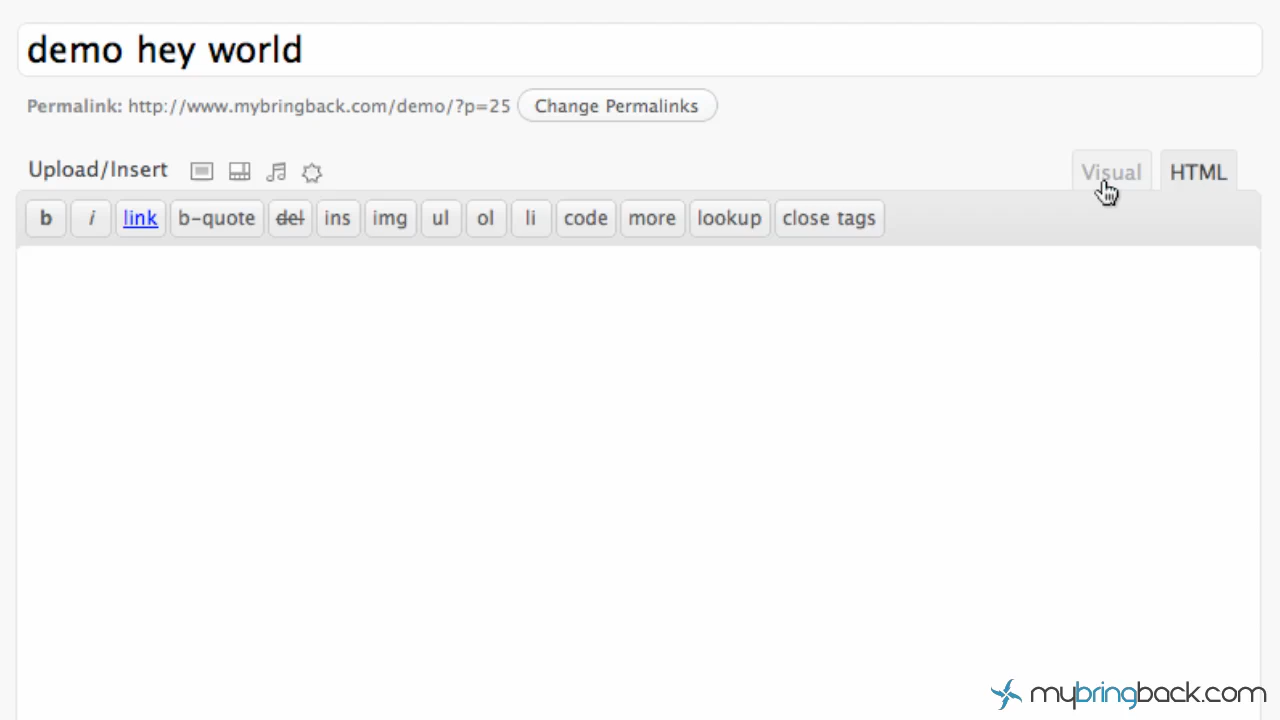 demo hey world
Permalink: http://www.mybringback.com/demo/?p=25 Change Permalinks
Upload/Insert Visual HTML
b i link b-quote del ins img ul ol li code more lookup close tags
mybringback.com